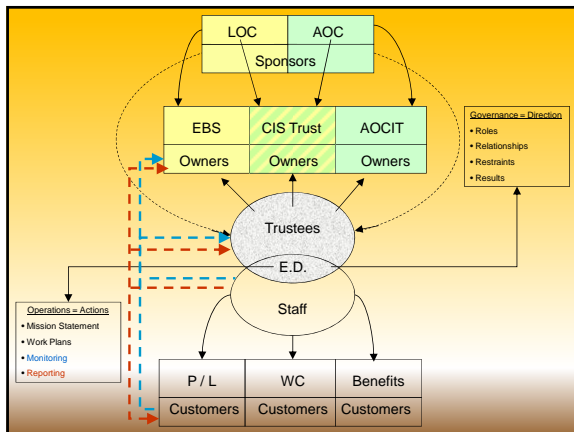 LOC AOC
Sponsors
EBS CIS Trust AOCIT
Owners Owners Owners
Governance = Direction
• Roles
• Relationships
• Restraints
• Results
Trustees
E.D.
Staff
Operations = Actions
• Mission Statement
• Work Plans
• Monitoring
• Reporting
P / L WC Benefits
Customers Customers Customers